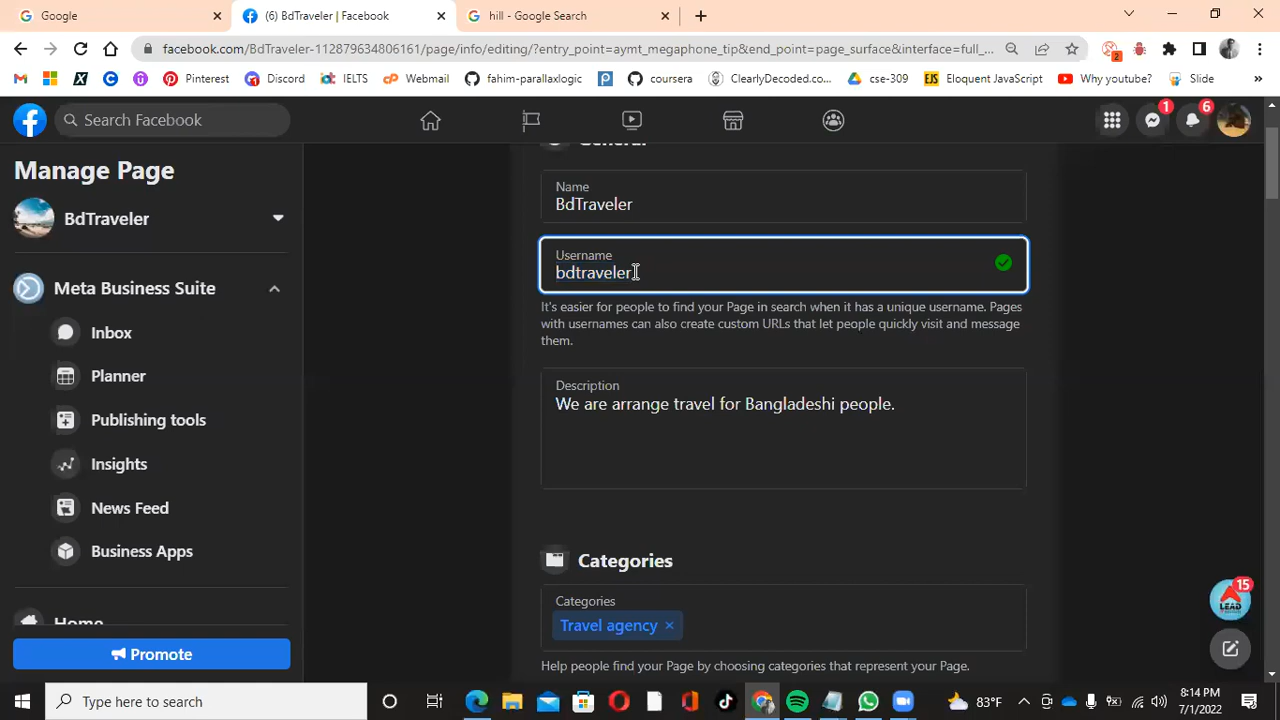 Google
(6) BdTraveler | Facebook
hill - Google Search
facebook.com/BdTraveler-112879634806161/page/info/editing/?entry_point=aymt_megaphone_tip&end_point=page_surface&interface=full_...
Pinterest
Discord
IELTS
Webmail
fahim-parallaxlogic
coursera
ClearlyDecoded.co...
cse-309
EJS
Eloquent JavaScript
Why youtube?
Slide
2
Search Facebook
1
6
Manage Page
BdTraveler
Meta Business Suite
Inbox
Planner
Publishing tools
Insights
News Feed
Business Apps
Home
Promote
General
Name
BdTraveler
Username
bdtraveler
It's easier for people to find your Page in search when it has a unique username. Pages
with usernames can also create custom URLs that let people quickly visit and message
them.
Description
We are arrange travel for Bangladeshi people.
Categories
Categories
Travel agency
Help people find your Page by choosing categories that represent your Page.
15
LEAD
Type here to search
83°F
8:14 PM
7/1/2022